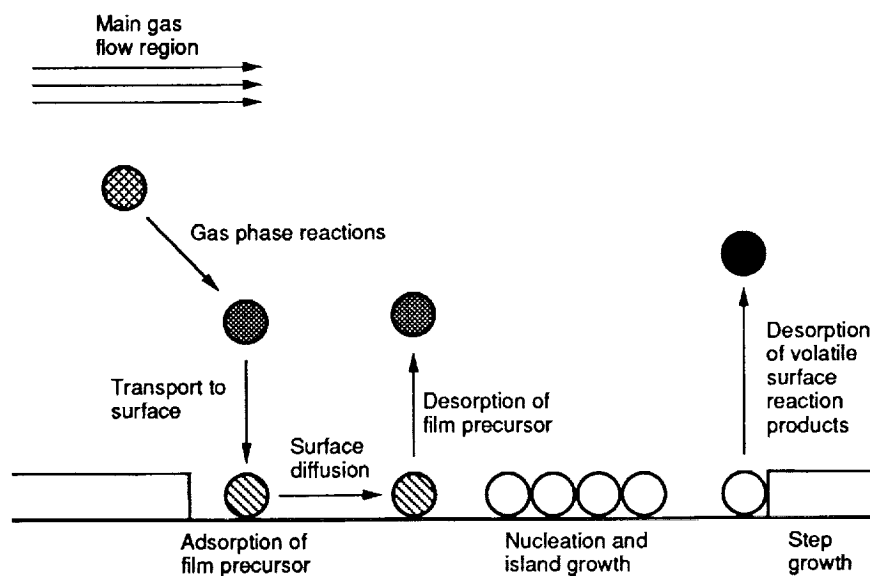 Main gas
flow region
Gas phase reactions
Transport to
surface
Surface
diffusion
Desorption of
film precursor
Desorption
of volatile
surface
reaction
products
Adsorption of
film precursor
Nucleation and
island growth
Step
growth